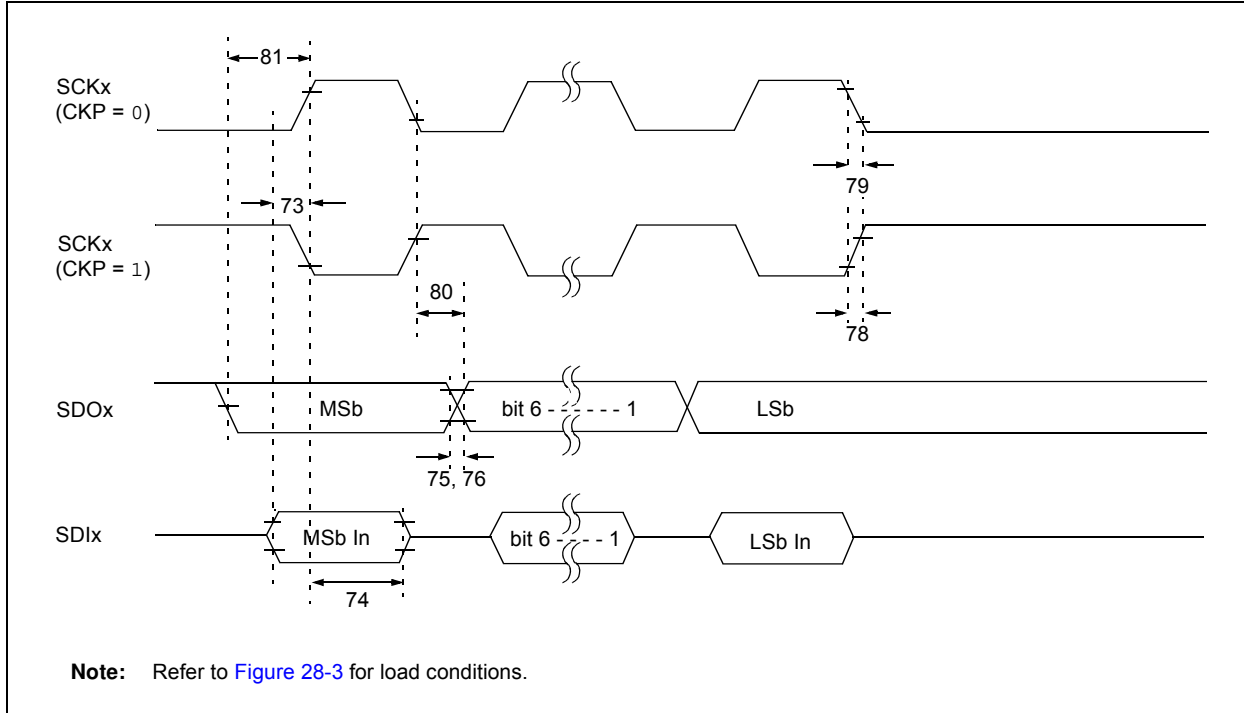 81
SCKx
(CKP = 0)
79
73
SCKx
(CKP = 1)
80
78
SDOx
MSb
bit 6 - - - - - - 1
LSb
75, 76
SDIx
MSb In
bit 6 - - - - 1
LSb In
74
Note: Refer to Figure 28-3 for load conditions.